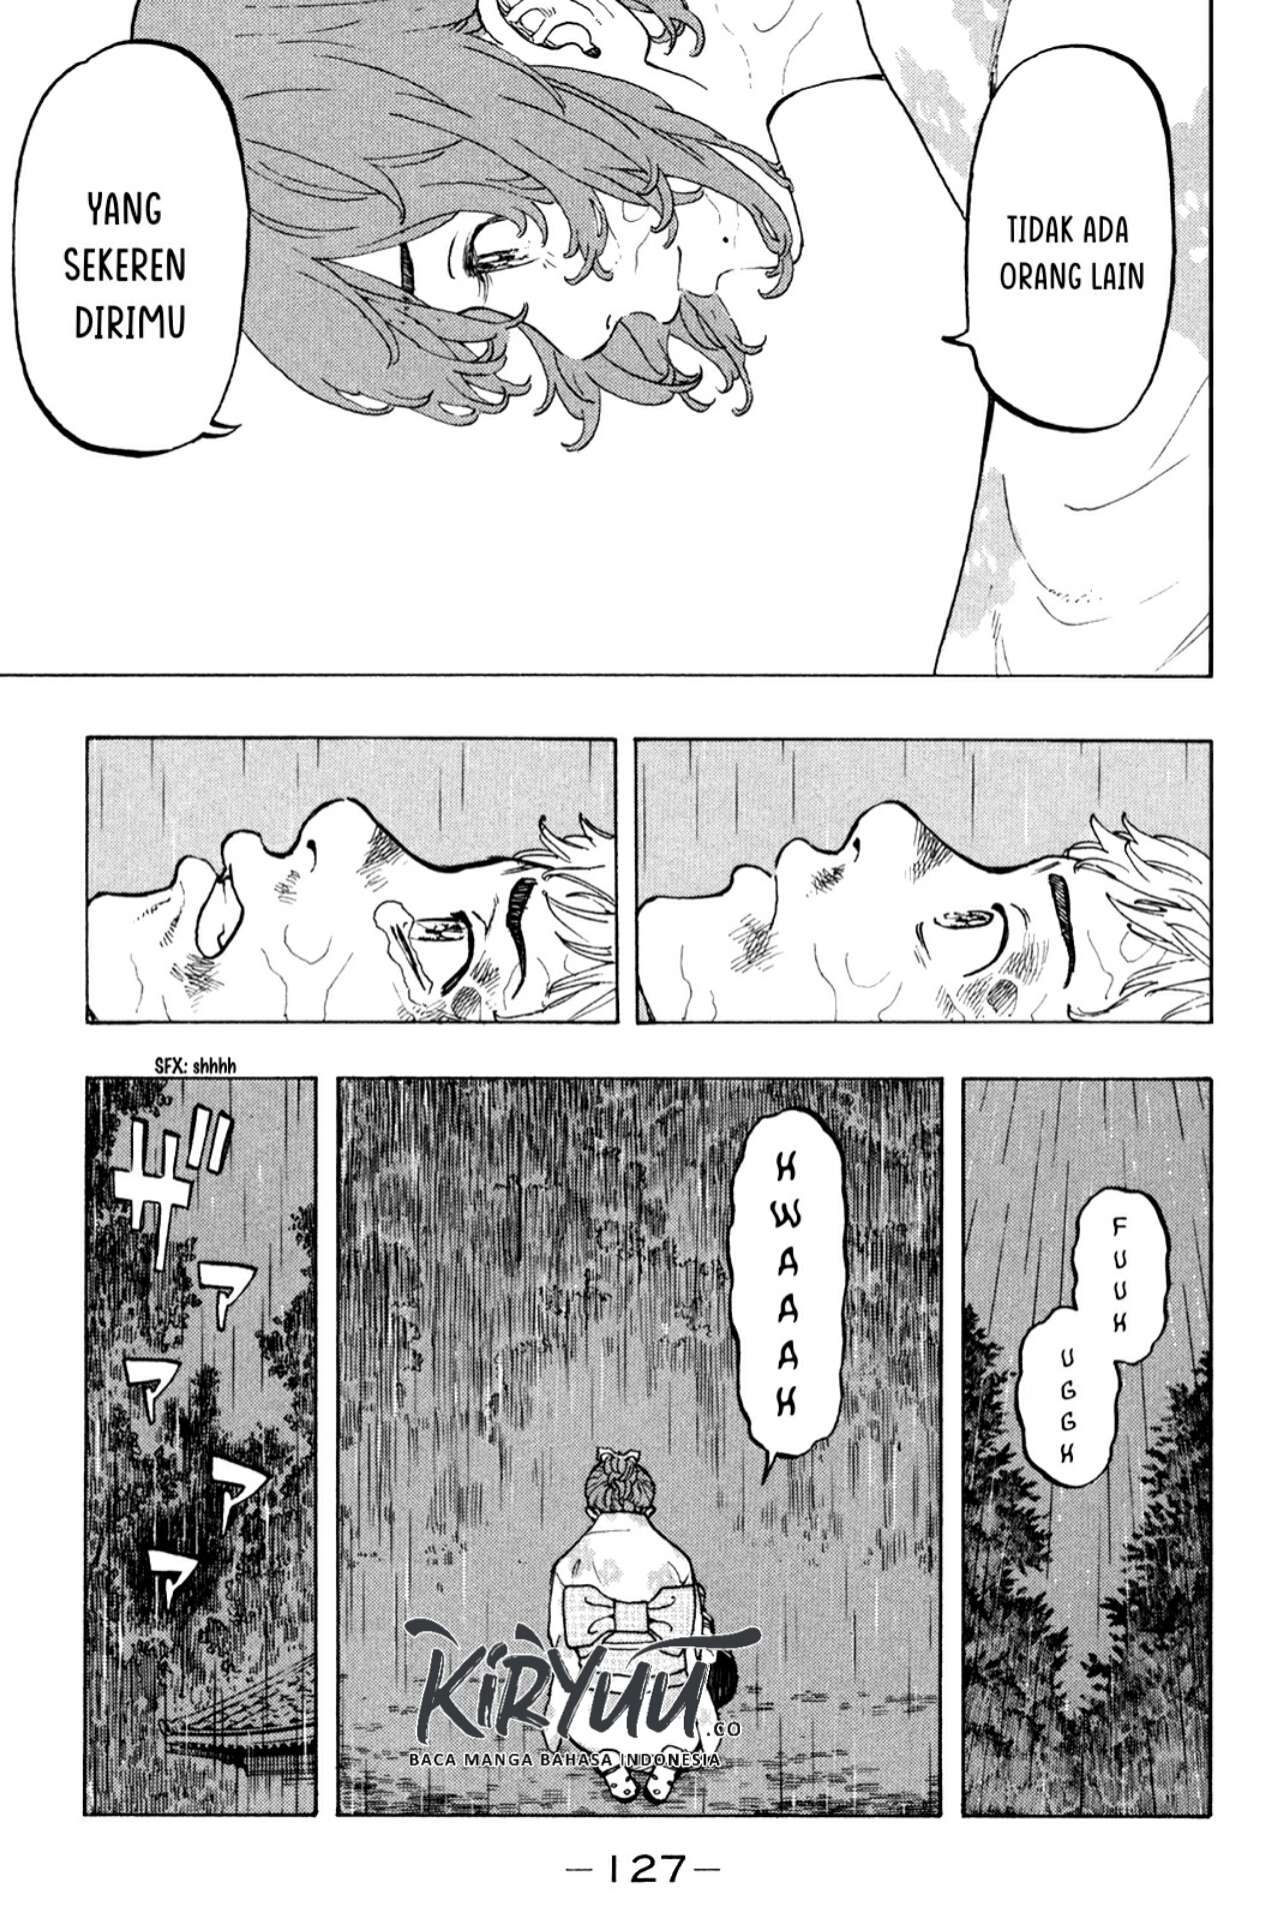 TIDAK ADA
ORANG LAIN
YANG
SEKEREN
DIRIMU
FUUH
UGGH
HWAAAH
SFX: shhhh
ザァァァァ
KIRYUU.CO
BACA MANGA BAHASA INDONESIA
-127-